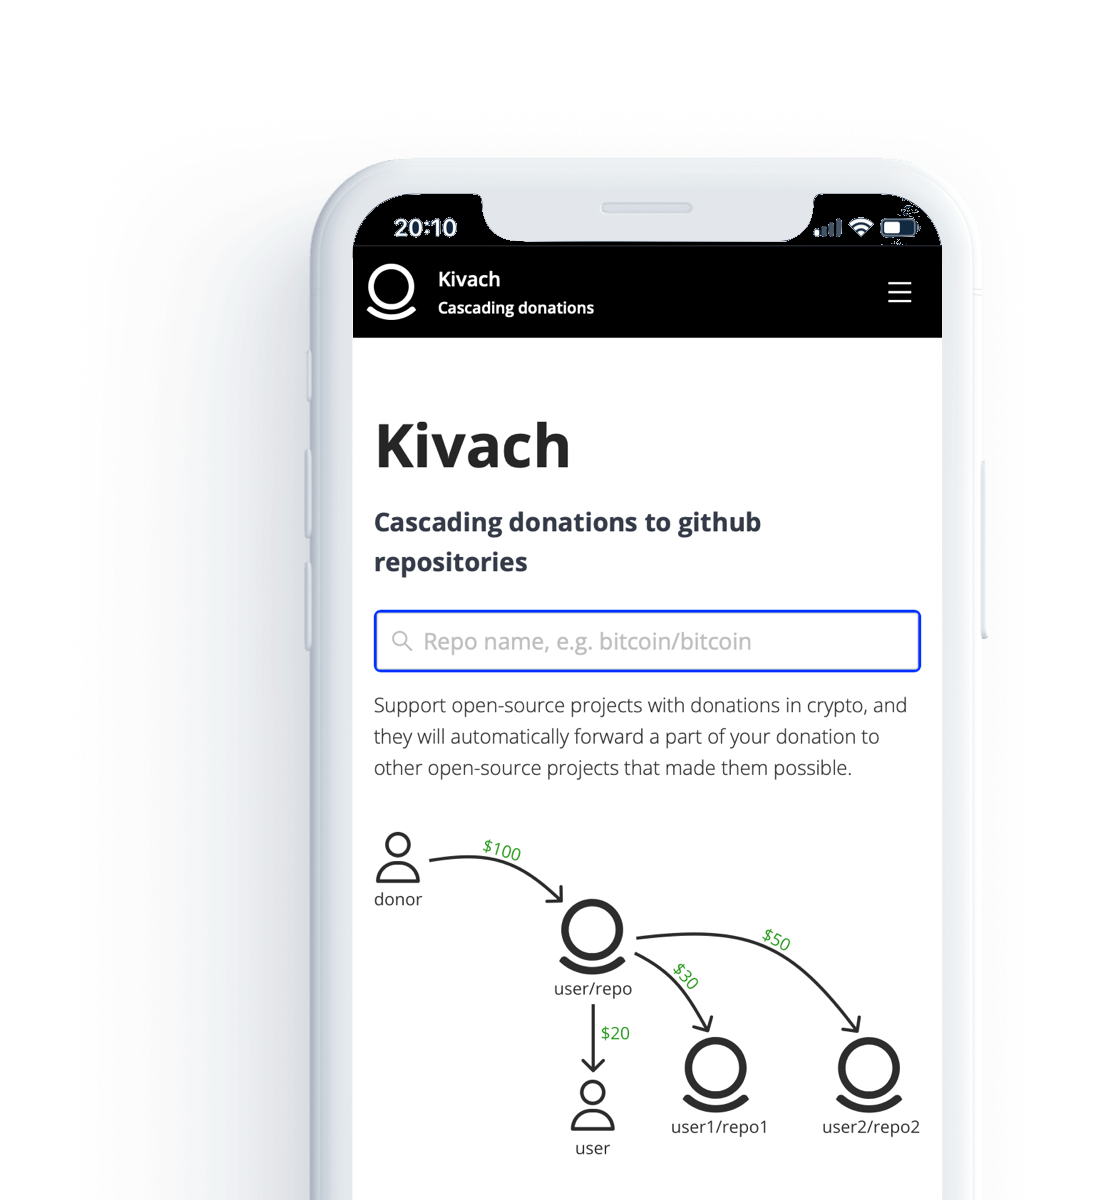 20:10
Kivach
Cascading donations
Kivach
Cascading donations to github
repositories
Repo name, e.g. bitcoin/bitcoin
Support open-source projects with donations in crypto, and
they will automatically forward a part of your donation to
other open-source projects that made them possible.
$100
donor
$50
$30
user/repo
$20
user1/repo1
user2/repo2
user